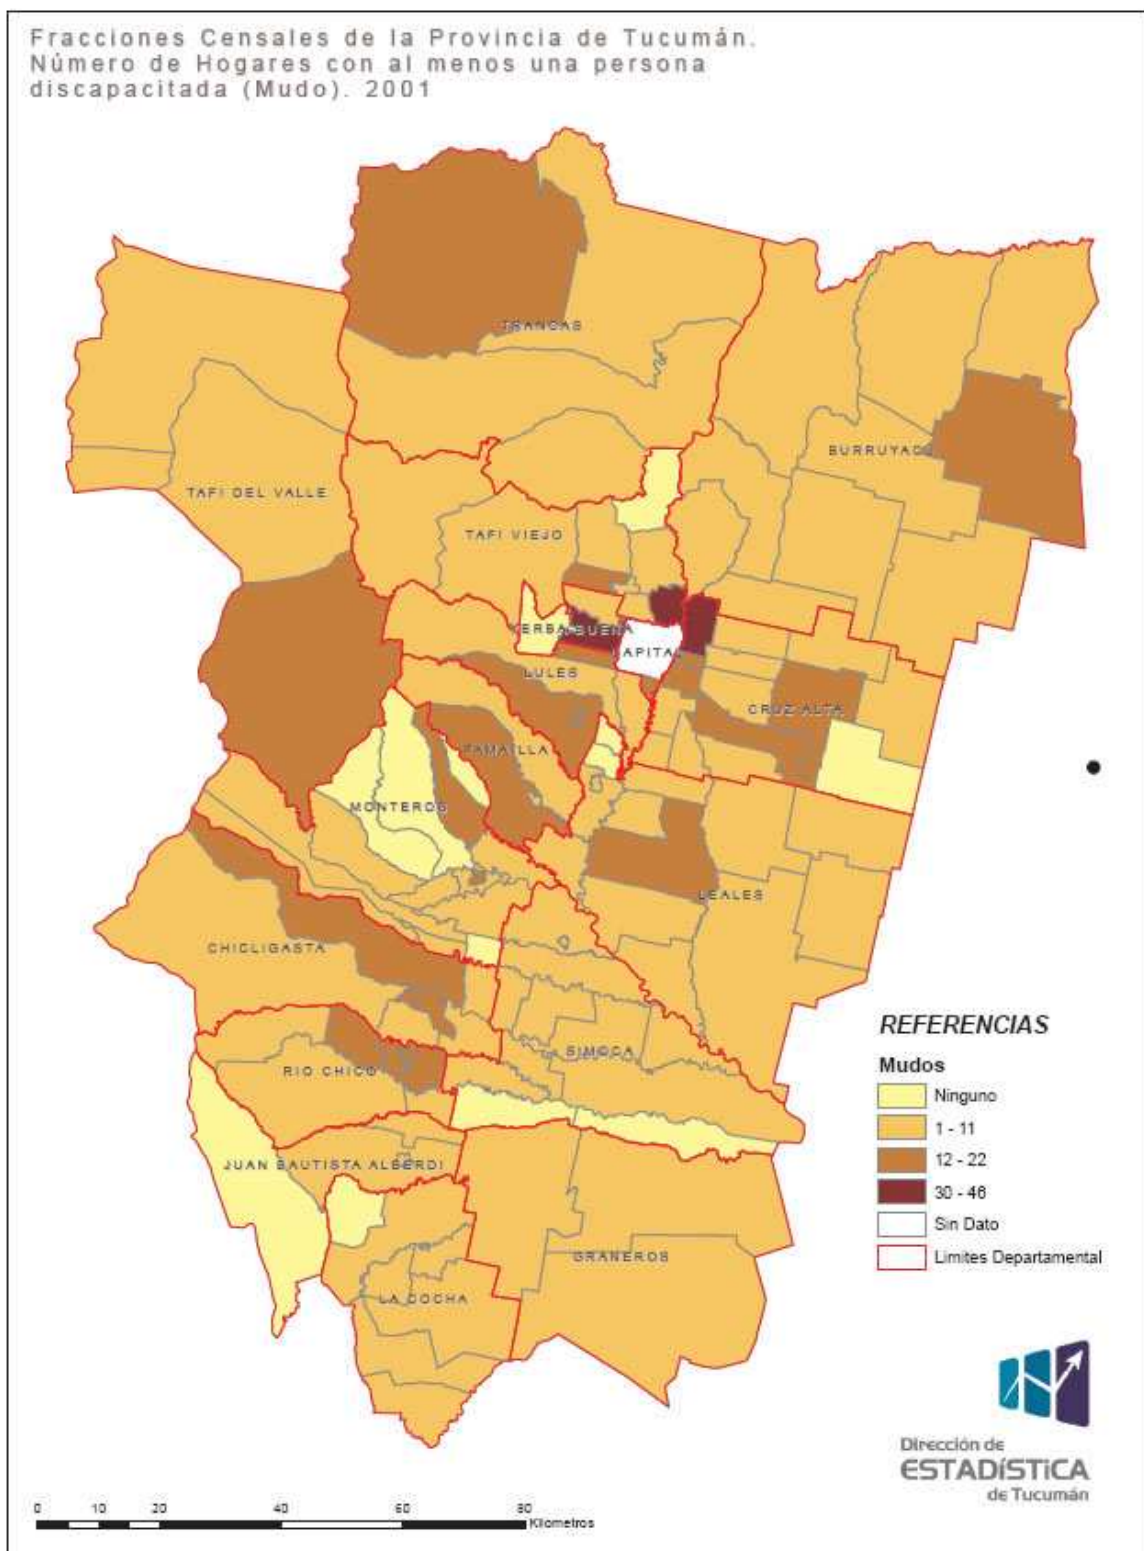 Fracciones Censales de la Provincia de Tucumán.
Número de Hogares con al menos una persona
discapacitada (Mudo). 2001
TRANCAS
BURRUYACU
TAFI DEL VALLE
TAFI VIEJO
YERBA BUENA
CAPITAL
LULES
CRUZ ALTA
FAMAILLA
MONTEROS
LEALES
CHICLIGASTA
SIMOCA
RIO CHICO
JUAN BAUTISTA ALBERDI
GRANEROS
LA COCHA
REFERENCIAS
Mudos
Ninguno
1 - 11
12 - 22
30 - 46
Sin Dato
Limites Departamental
Dirección de
ESTADÍSTICA
de Tucumán
0 10 20 40 60 80
Kilometros